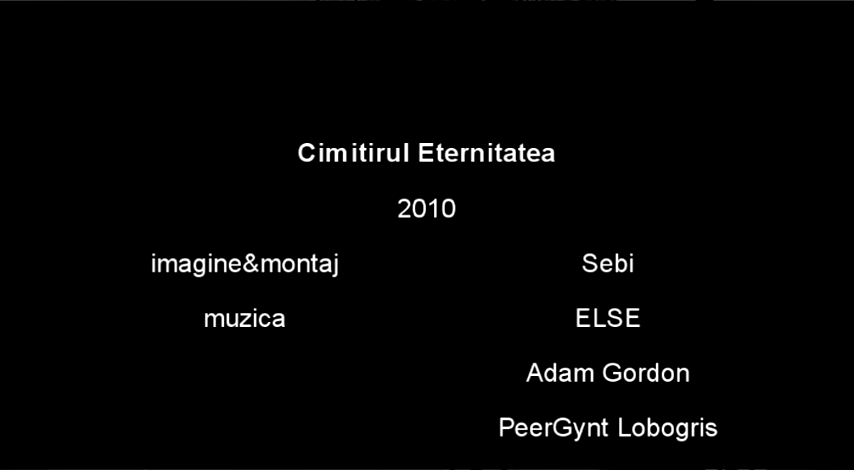 Cimitirul Eternitatea
2010
imagine&montaj Sebi
muzica ELSE
Adam Gordon
PeerGynt Lobogris